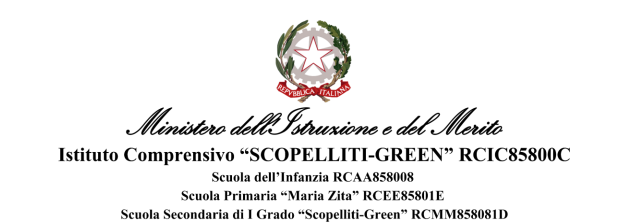 REPVBBLICA ITALIANA
Ministero dell'Istruzione e del Merito
Istituto Comprensivo “SCOPELLITI-GREEN” RCIC85800C
Scuola dell’Infanzia RCAA858008
Scuola Primaria “Maria Zita” RCEE85801E
Scuola Secondaria di I Grado “Scopelliti-Green” RCMM858081D